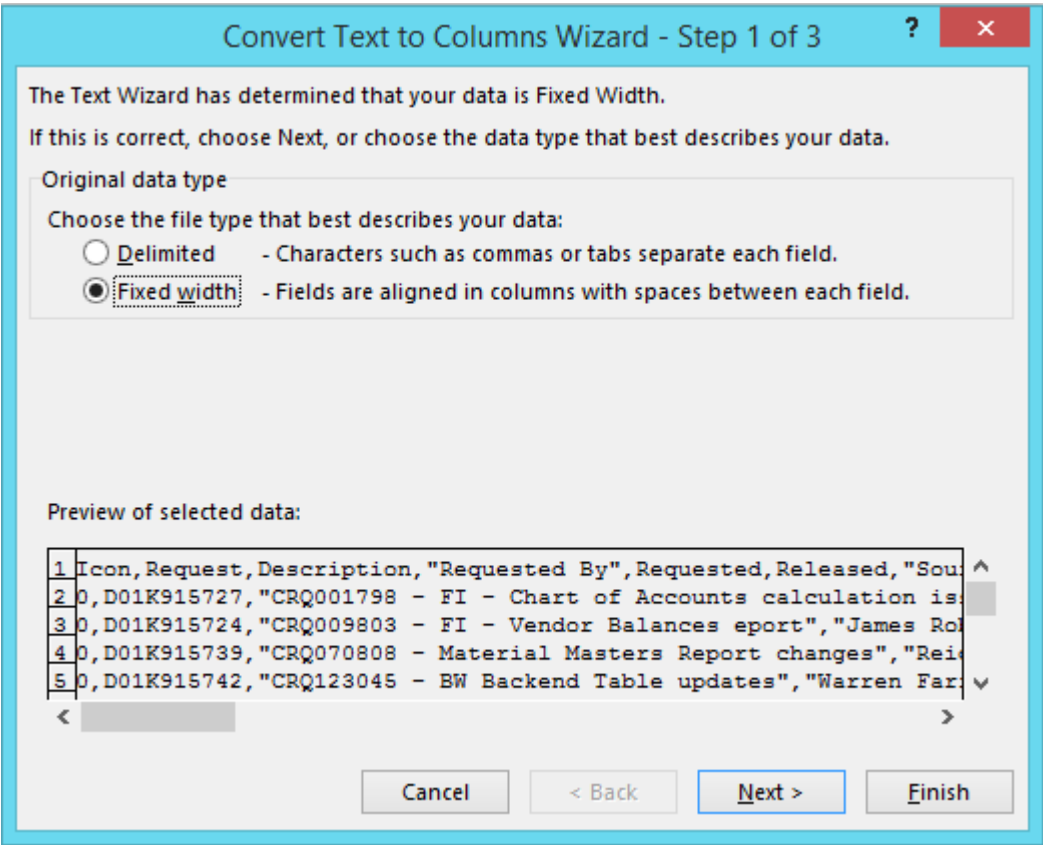 Convert Text to Columns Wizard - Step 1 of 3 ? ×
The Text Wizard has determined that your data is Fixed Width.
If this is correct, choose Next, or choose the data type that best describes your data.
Original data type
Choose the file type that best describes your data:
Delimited - Characters such as commas or tabs separate each field.
Fixed width - Fields are aligned in columns with spaces between each field.
Preview of selected data:
1 Icon,Request,Description,"Requested By",Requested,Released,"Sou
2 0,D01K915727,"CRQ001798 - FI - Chart of Accounts calculation is
3 0,D01K915724,"CRQ009803 - FI - Vendor Balances eport","James Ro
4 0,D01K915739,"CRQ070808 - Material Masters Report changes","Rei
5 0,D01K915742,"CRQ123045 - BW Backend Table updates","Warren Far
Cancel < Back Next > Finish